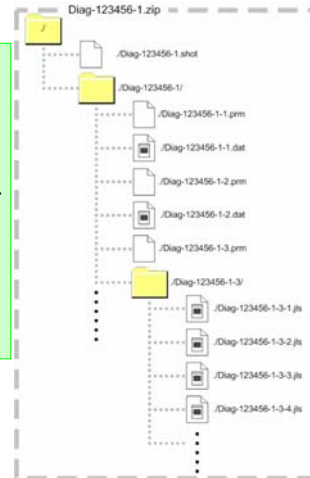 Diag-123456-1.zip
./
./Diag-123456-1.shot
./Diag-123456-1/
./Diag-123456-1-1.prm
./Diag-123456-1-1.dat
./Diag-123456-1-2.prm
./Diag-123456-1-2.dat
./Diag-123456-1-3.prm
./Diag-123456-1-3/
./Diag-123456-1-3-1.jls
./Diag-123456-1-3-2.jls
./Diag-123456-1-3-3.jls
./Diag-123456-1-3-4.jls